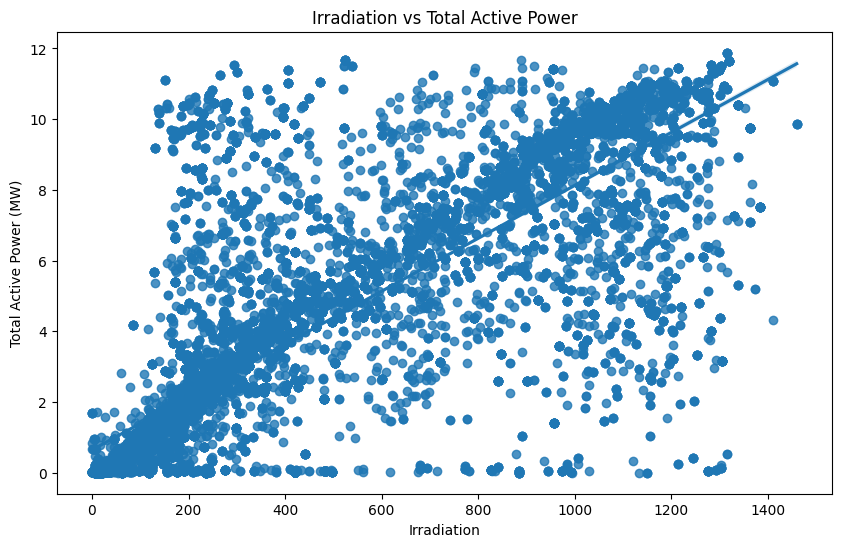 Irradiation vs Total Active Power
12
10
8
6
4
2
0
Total Active Power (MW)
0 200 400 600 800 1000 1200 1400
Irradiation